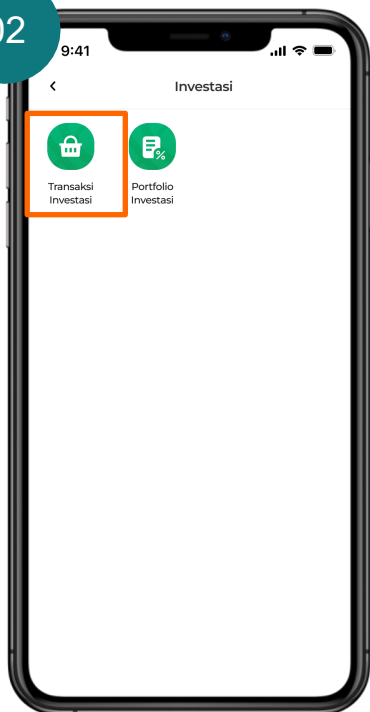 02
9:41
Investasi
Transaksi
Investasi
Portfolio
Investasi